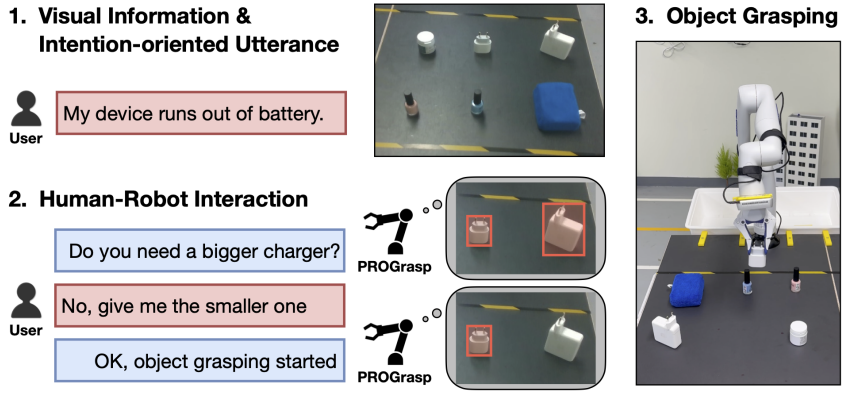 1. Visual Information &
Intention-oriented Utterance
User
My device runs out of battery.
2. Human-Robot Interaction
Do you need a bigger charger?
PROGrasp
User
No, give me the smaller one
OK, object grasping started
PROGrasp
3. Object Grasping